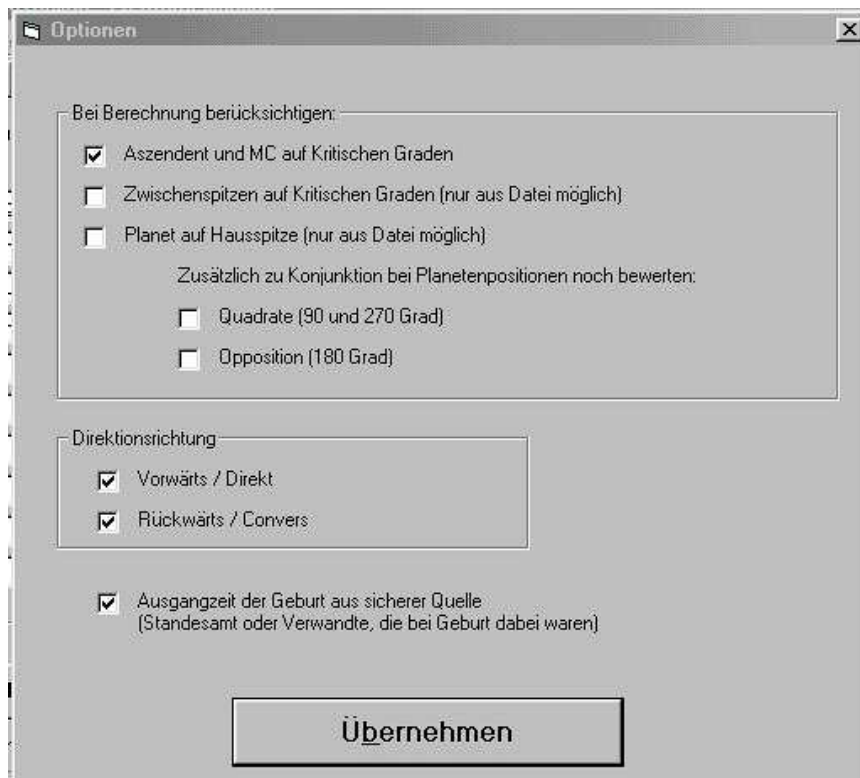 Optionen
Bei Berechnung berücksichtigen:
Aszendent und MC auf Kritischen Graden
Zwischenspitzen auf Kritischen Graden (nur aus Datei möglich)
Planet auf Hausspitze (nur aus Datei möglich)
Zusätzlich zu Konjunktion bei Planetenpositionen noch bewerten:
Quadrate (90 und 270 Grad)
Opposition (180 Grad)
Direktionsrichtung
Vorwärts / Direkt
Rückwärts / Convers
Ausgangzeit der Geburt aus sicherer Quelle
(Standesamt oder Verwandte, die bei Geburt dabei waren)
Übernehmen